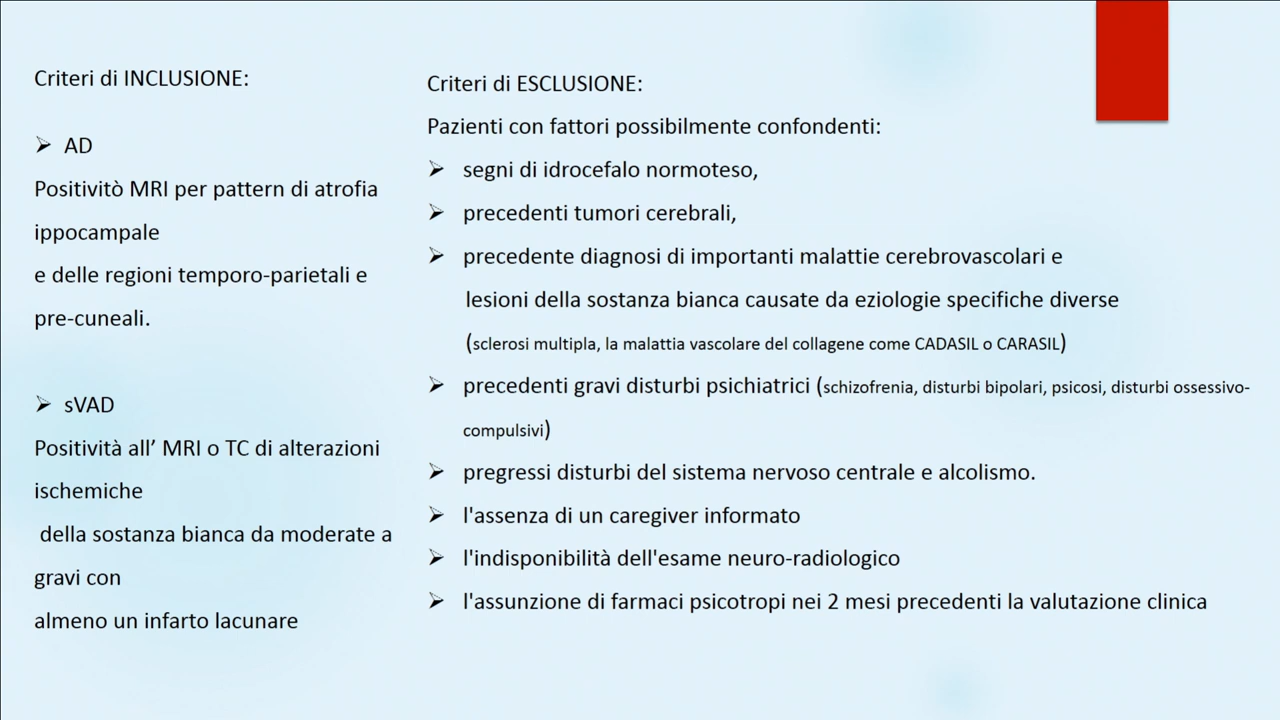 Criteri di INCLUSIONE:
➢ AD
Positivitò MRI per pattern di atrofia
ippocampale
e delle regioni temporo-parietali e
pre-cuneali.
➢ sVAD
Positività all’ MRI o TC di alterazioni
ischemiche
della sostanza bianca da moderate a
gravi con
almeno un infarto lacunare
Criteri di ESCLUSIONE:
Pazienti con fattori possibilmente confondenti:
➢ segni di idrocefalo normoteso,
➢ precedenti tumori cerebrali,
➢ precedente diagnosi di importanti malattie cerebrovascolari e
lesioni della sostanza bianca causate da eziologie specifiche diverse
(sclerosi multipla, la malattia vascolare del collagene come CADASIL o CARASIL)
➢ precedenti gravi disturbi psichiatrici (schizofrenia, disturbi bipolari, psicosi, disturbi ossessivo-
compulsivi)
➢ pregressi disturbi del sistema nervoso centrale e alcolismo.
➢ l'assenza di un caregiver informato
➢ l'indisponibilità dell'esame neuro-radiologico
➢ l'assunzione di farmaci psicotropi nei 2 mesi precedenti la valutazione clinica